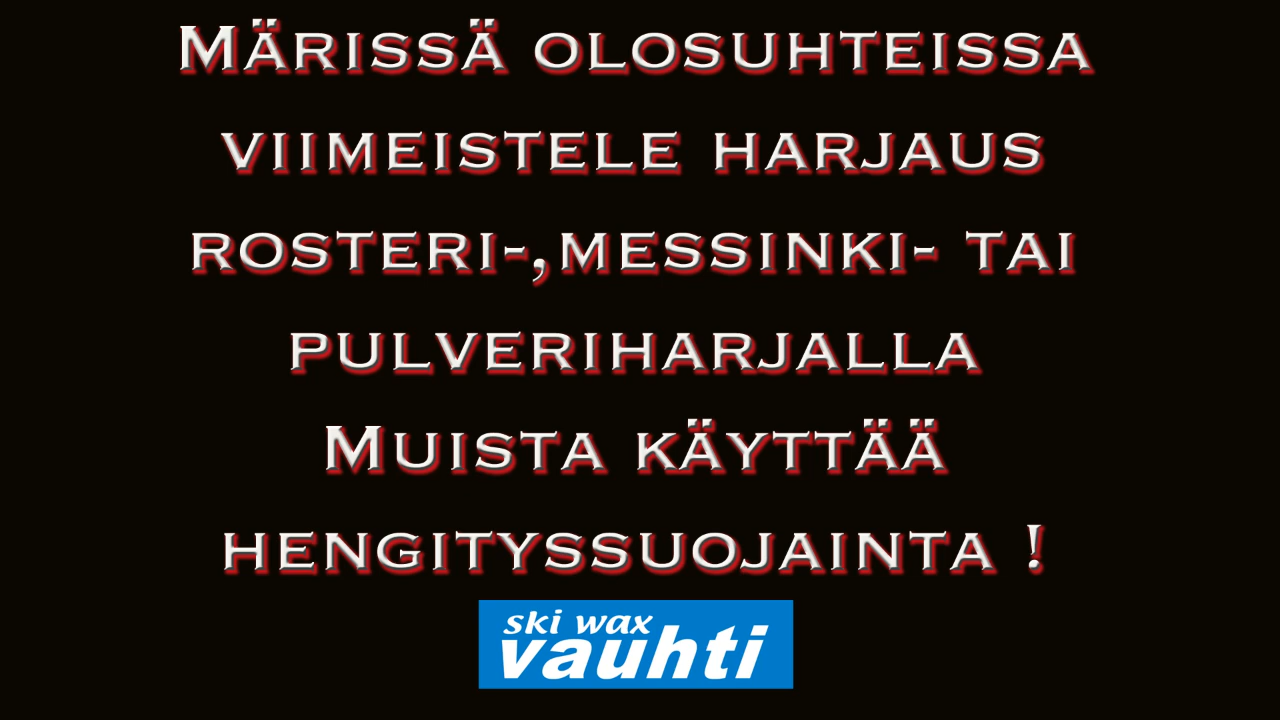 Märissä olosuhteissa
viimeistele harjaus
rosteri-,messinki- tai
pulveriharjalla
Muista käyttää
hengityssuojainta !
ski wax
vauhti